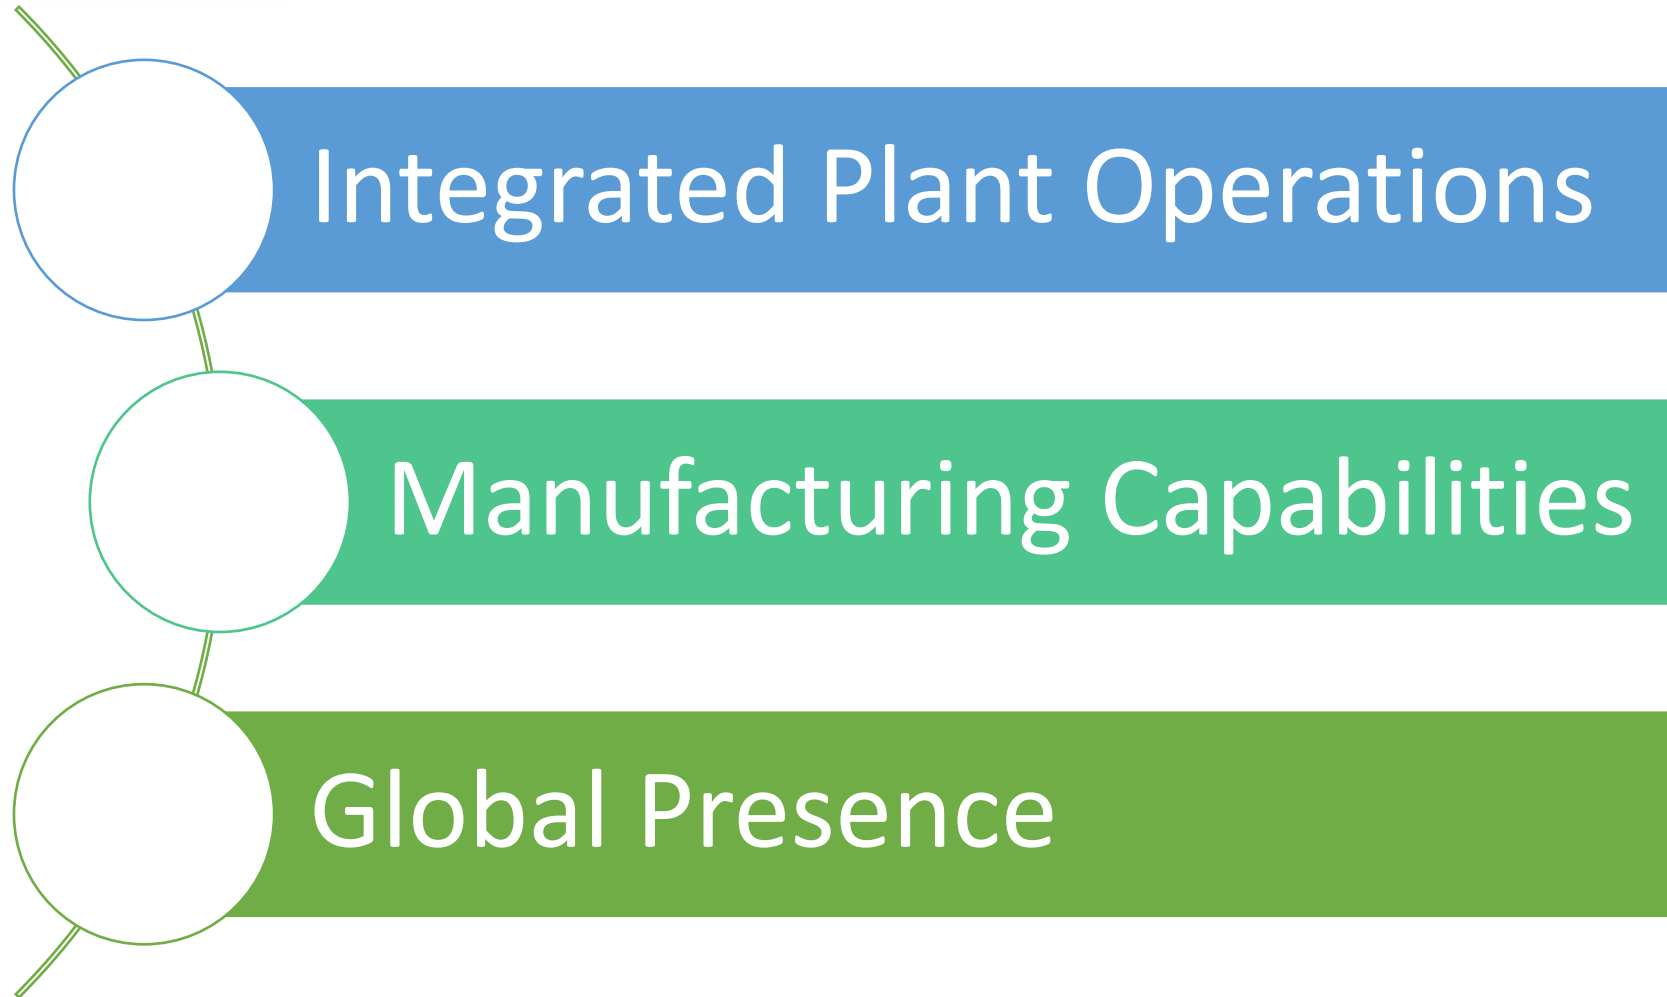 Integrated Plant Operations
Manufacturing Capabilities
Global Presence